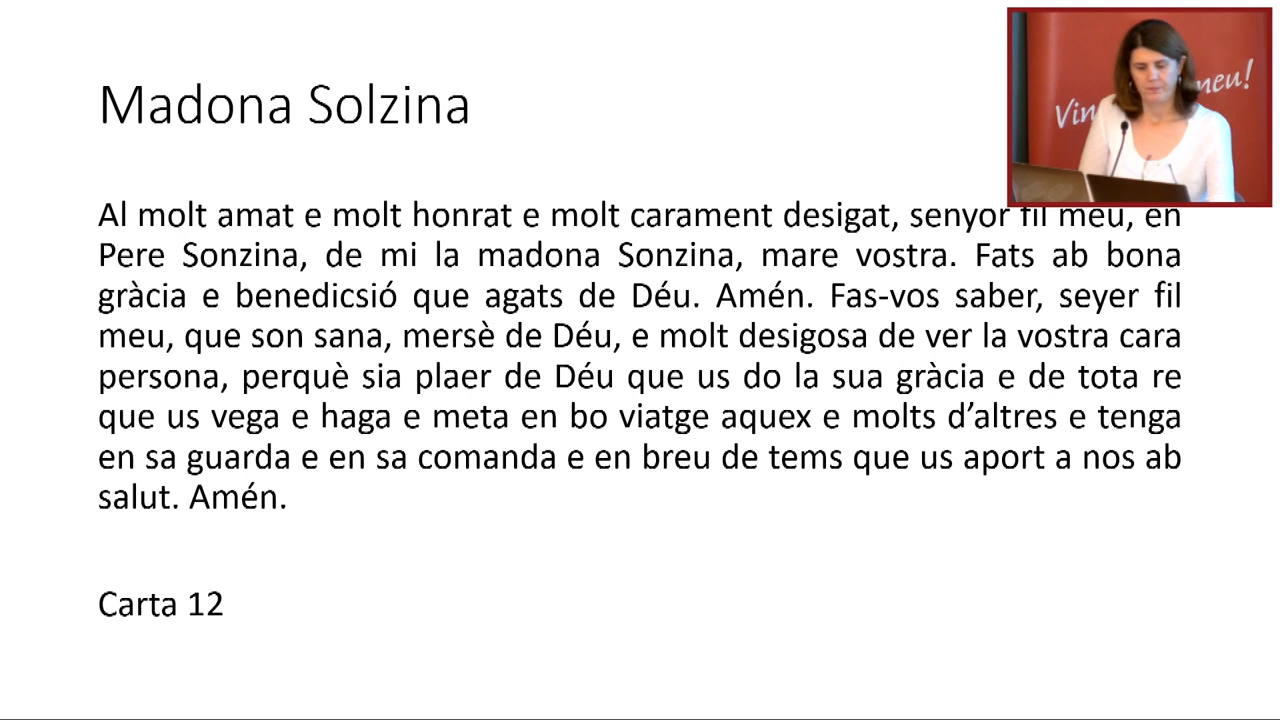 Madona Solzina
Vin meu!
Al molt amat e molt honrat e molt carament desigat, senyor fil meu, en
Pere Sonzina, de mi la madona Sonzina, mare vostra. Fats ab bona
gràcia e benedicsió que agats de Déu. Amén. Fas-vos saber, seyer fil
meu, que son sana, mersè de Déu, e molt desigosa de ver la vostra cara
persona, perquè sia plaer de Déu que us do la sua gràcia e de tota re
que us vega e haga e meta en bo viatge aquex e molts d’altres e tenga
en sa guarda e en sa comanda e en breu de tems que us aport a nos ab
salut. Amén.
Carta 12